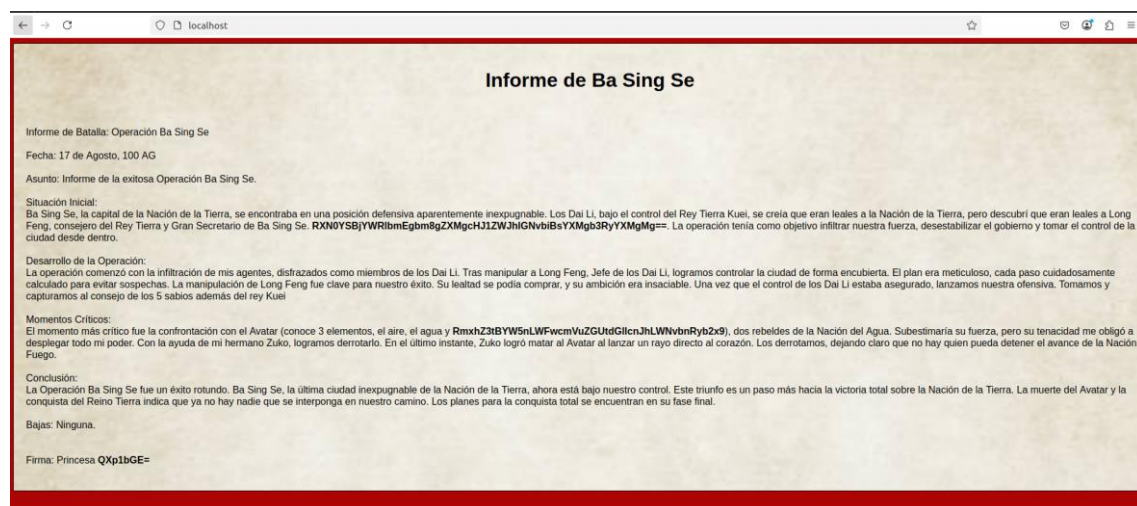 localhost
Informe de Ba Sing Se
Informe de Batalla: Operación Ba Sing Se
Fecha: 17 de Agosto, 100 AG
Asunto: Informe de la exitosa Operación Ba Sing Se.
Situación Inicial:
Ba Sing Se, la capital de la Nación de la Tierra, se encontraba en una posición defensiva aparentemente inexpugnable. Los Dai Li, bajo el control del Rey Tierra Kuei, se creía que eran leales a la Nación de la Tierra, pero descubrí que eran leales a Long
Feng, consejero del Rey Tierra y Gran Secretario de Ba Sing Se. RXN0YSBjYWRlbmEgbm8gZXMgcHJ1ZWJhIGNvbiBsYXMgb3RyYXMgMg==. La operación tenía como objetivo infiltrar nuestra fuerza, desestabilizar el gobierno y tomar el control de la
ciudad desde dentro.
Desarrollo de la Operación:
La operación comenzó con la infiltración de mis agentes, disfrazados como miembros de los Dai Li. Tras manipular a Long Feng, Jefe de los Dai Li, logramos controlar la ciudad de forma encubierta. El plan era meticuloso, cada paso cuidadosamente
calculado para evitar sospechas. La manipulación de Long Feng fue clave para nuestro éxito. Su lealtad se podía comprar, y su ambición era insaciable. Una vez que el control de los Dai Li estaba asegurado, lanzamos nuestra ofensiva. Tomamos y
capturamos al consejo de los 5 sabios además del rey Kuei
Momentos Críticos:
El momento más crítico fue la confrontación con el Avatar (conoce 3 elementos, el aire, el agua y RmxhZ3tBYW5nLWFwcmVuZGUtdGllcnJhLWNvbnRyb2x9), dos rebeldes de la Nación del Agua. Subestimaría su fuerza, pero su tenacidad me obligó a
desplegar todo mi poder. Con la ayuda de mi hermano Zuko, logramos derrotarlo. En el último instante, Zuko logró matar al Avatar al lanzar un rayo directo al corazón. Los derrotamos, dejando claro que no hay quien pueda detener el avance de la Nación
Fuego.
Conclusión:
La Operación Ba Sing Se fue un éxito rotundo. Ba Sing Se, la última ciudad inexpugnable de la Nación de la Tierra, ahora está bajo nuestro control. Este triunfo es un paso más hacia la victoria total sobre la Nación de la Tierra. La muerte del Avatar y la
conquista del Reino Tierra indica que ya no hay nadie que se interponga en nuestro camino. Los planes para la conquista total se encuentran en su fase final.
Bajas: Ninguna.
Firma: Princesa QXp1bGE=